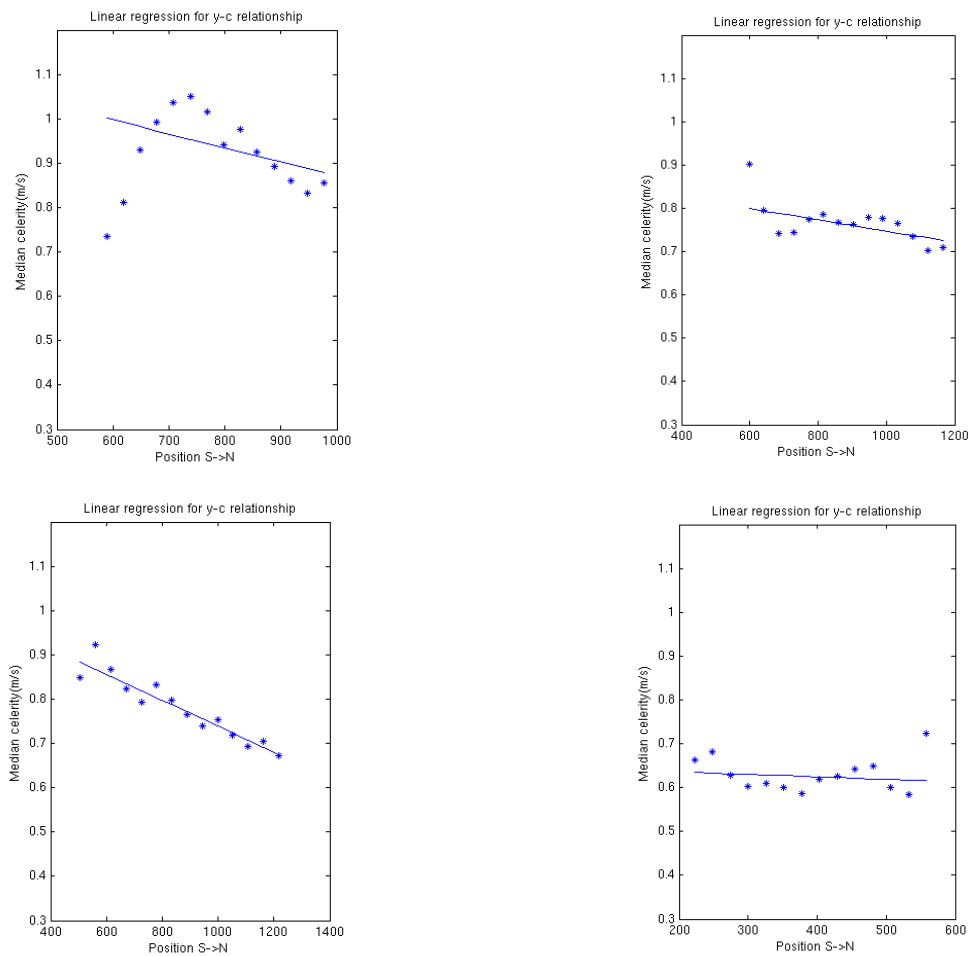 Linear regression for y-c relationship
1.1
1
0.9
0.8
0.7
0.6
0.5
0.4
0.3
500 600 700 800 900 1000
Position S->N
Median celerity(m/s)
Linear regression for y-c relationship
1.1
1
0.9
0.8
0.7
0.6
0.5
0.4
0.3
400 600 800 1000 1200
Position S->N
Median celerity(m/s)
Linear regression for y-c relationship
1.1
1
0.9
0.8
0.7
0.6
0.5
0.4
0.3
400 600 800 1000 1200 1400
Position S->N
Median celerity(m/s)
Linear regression for y-c relationship
1.1
1
0.9
0.8
0.7
0.6
0.5
0.4
0.3
200 300 400 500 600
Position S->N
Median celerity(m/s)